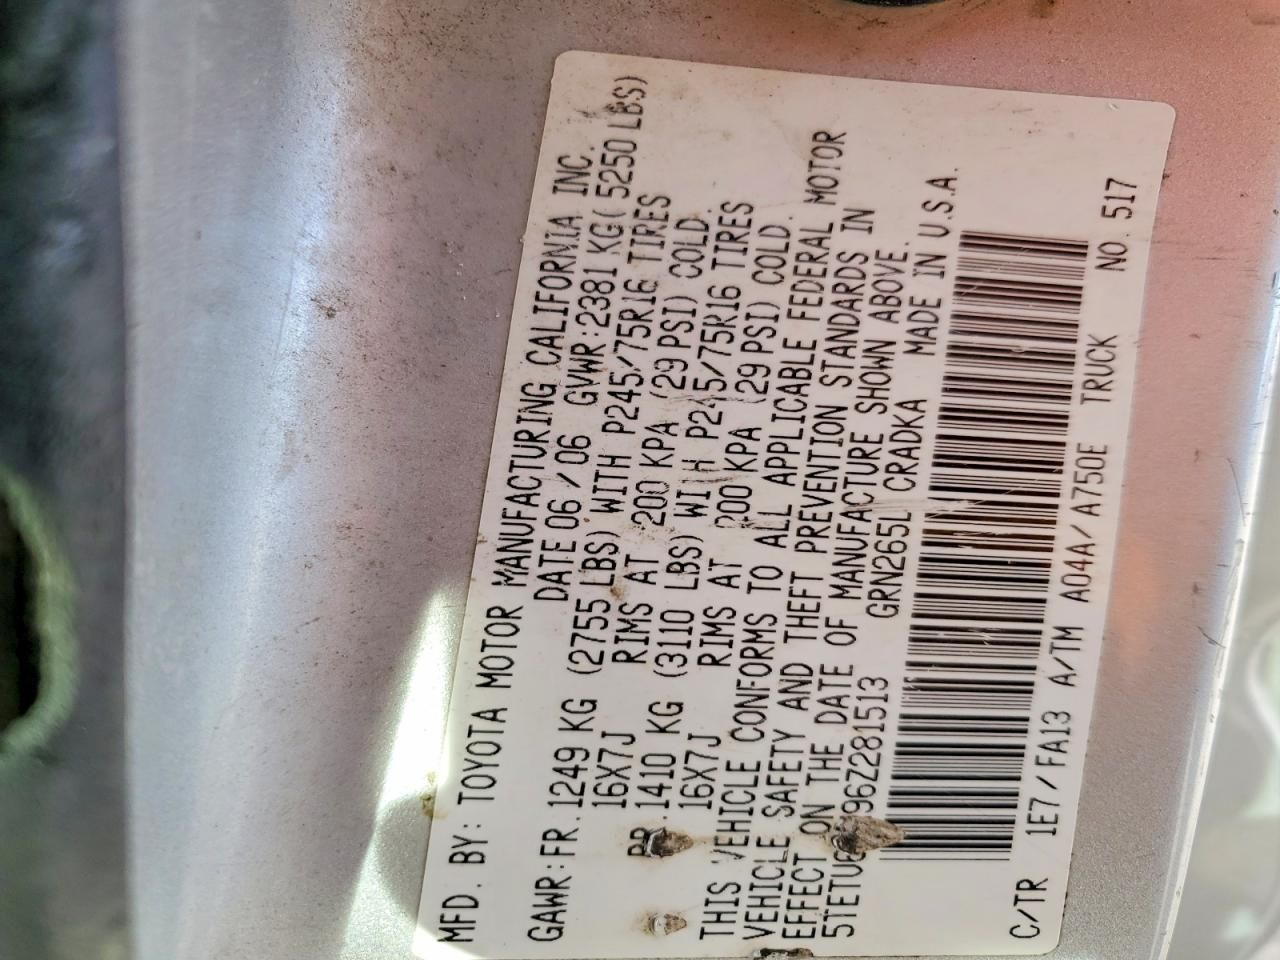 MFD. BY: TOYOTA MOTOR MANUFACTURING CALIFORNIA INC.
DATE 06/06 GVWR:2381 KG( 5250 LBS)
GAWR:FR.1249 KG (2755 LBS) WITH P245/75R16 TIRES
16X7J RIMS AT 200 KPA (29 PSI) COLD.
RR.1410 KG (3110 LBS) WITH P245/75R16 TIRES
16X7J RIMS AT 200 KPA (29 PSI) COLD.
THIS VEHICLE CONFORMS TO ALL APPLICABLE FEDERAL MOTOR
VEHICLE SAFETY AND THEFT PREVENTION STANDARDS IN
EFFECT ON THE DATE OF MANUFACTURE SHOWN ABOVE.
GRN265L CRADKA MADE IN U.S.A.
C/TR 1E7/FA13 A/TM A04A/A750E TRUCK NO. 517